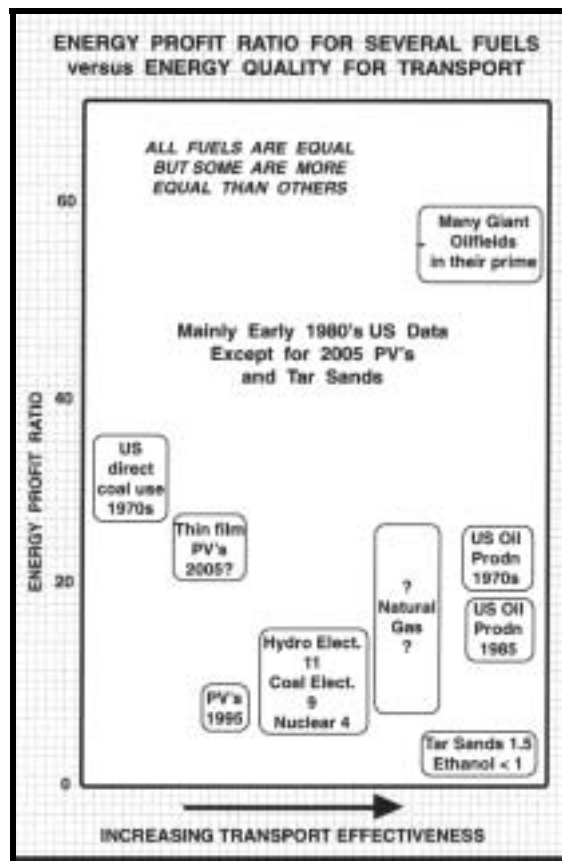 ENERGY PROFIT RATIO FOR SEVERAL FUELS
versus ENERGY QUALITY FOR TRANSPORT
ALL FUELS ARE EQUAL
BUT SOME ARE MORE
EQUAL THAN OTHERS
60
Many Giant
Oilfields
in their prime
Mainly Early 1980's US Data
Except for 2005 PV's
and Tar Sands
40
ENERGY PROFIT RATIO
US
direct
coal use
1970s
Thin film
PV's
2005?
20
?
Natural
Gas
?
US Oil
Prodn
1970s
US Oil
Prodn
1985
Hydro Elect.
11
Coal Elect.
9
Nuclear 4
PV's
1995
Tar Sands 1.5
Ethanol < 1
0
INCREASING TRANSPORT EFFECTIVENESS